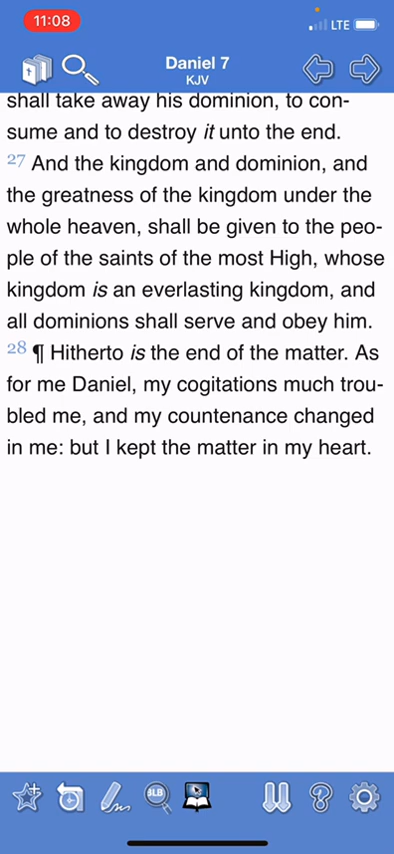 11:08
LTE
Daniel 7
KJV
shall take away his dominion, to con-
sume and to destroy it unto the end.
27 And the kingdom and dominion, and
the greatness of the kingdom under the
whole heaven, shall be given to the peo-
ple of the saints of the most High, whose
kingdom is an everlasting kingdom, and
all dominions shall serve and obey him.
28 ¶ Hitherto is the end of the matter. As
for me Daniel, my cogitations much trou-
bled me, and my countenance changed
in me: but I kept the matter in my heart.
BLB